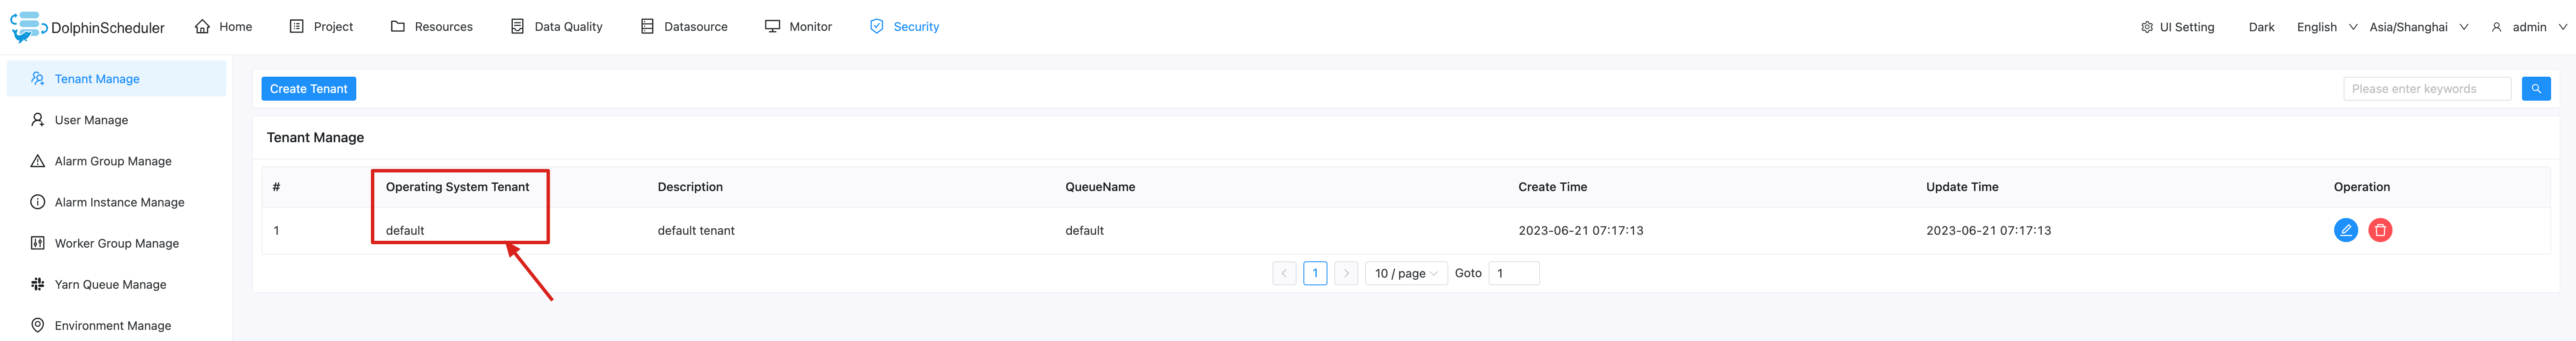 DolphinScheduler Home Project Resources Data Quality Datasource Monitor Security UI Setting Dark English Asia/Shanghai admin
Tenant Manage
User Manage
Alarm Group Manage
Alarm Instance Manage
Worker Group Manage
Yarn Queue Manage
Environment Manage
Create Tenant Please enter keywords
Tenant Manage
# Operating System Tenant Description QueueName Create Time Update Time Operation
1 default default tenant default 2023-06-21 07:17:13 2023-06-21 07:17:13
1 10 / page Goto 1